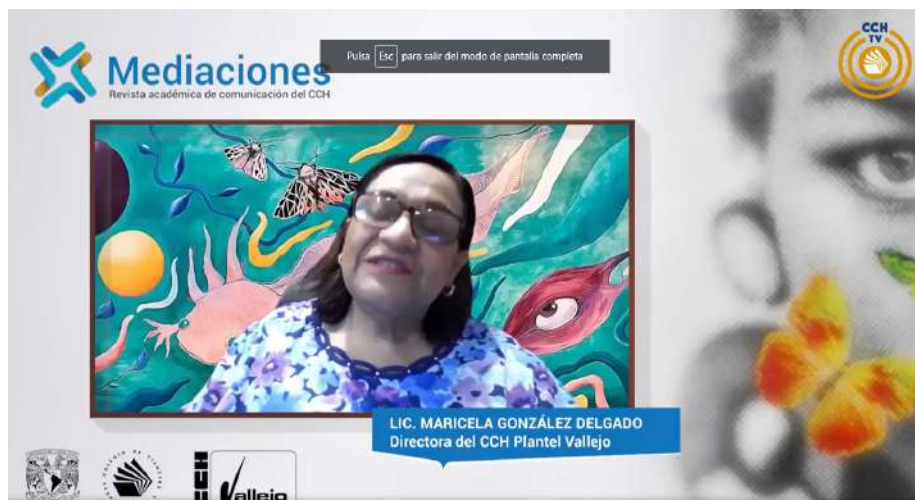 Mediaciones
Revista académica de comunicación del CCH
Pulsa Esc para salir del modo de pantalla completa
CCH
TV
LIC. MARICELA GONZÁLEZ DELGADO
Directora del CCH Plantel Vallejo
CCH
Vallejo